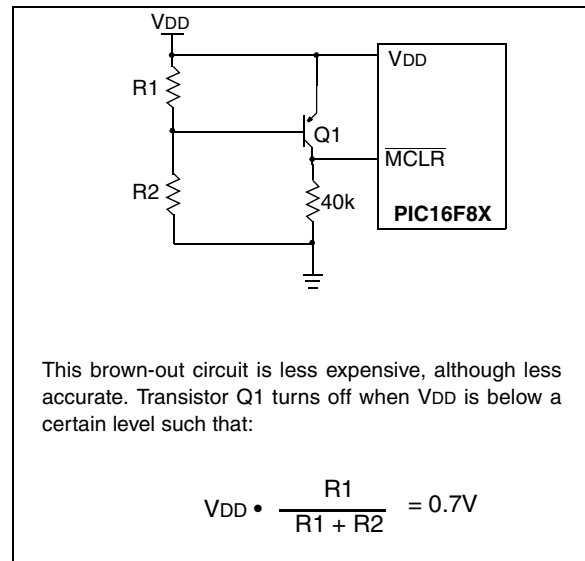 VDD
R1
VDD
Q1
MCLR
R2
40k
PIC16F8X
This brown-out circuit is less expensive, although less
accurate. Transistor Q1 turns off when VDD is below a
certain level such that:
VDD • R1 / R1 + R2 = 0.7V